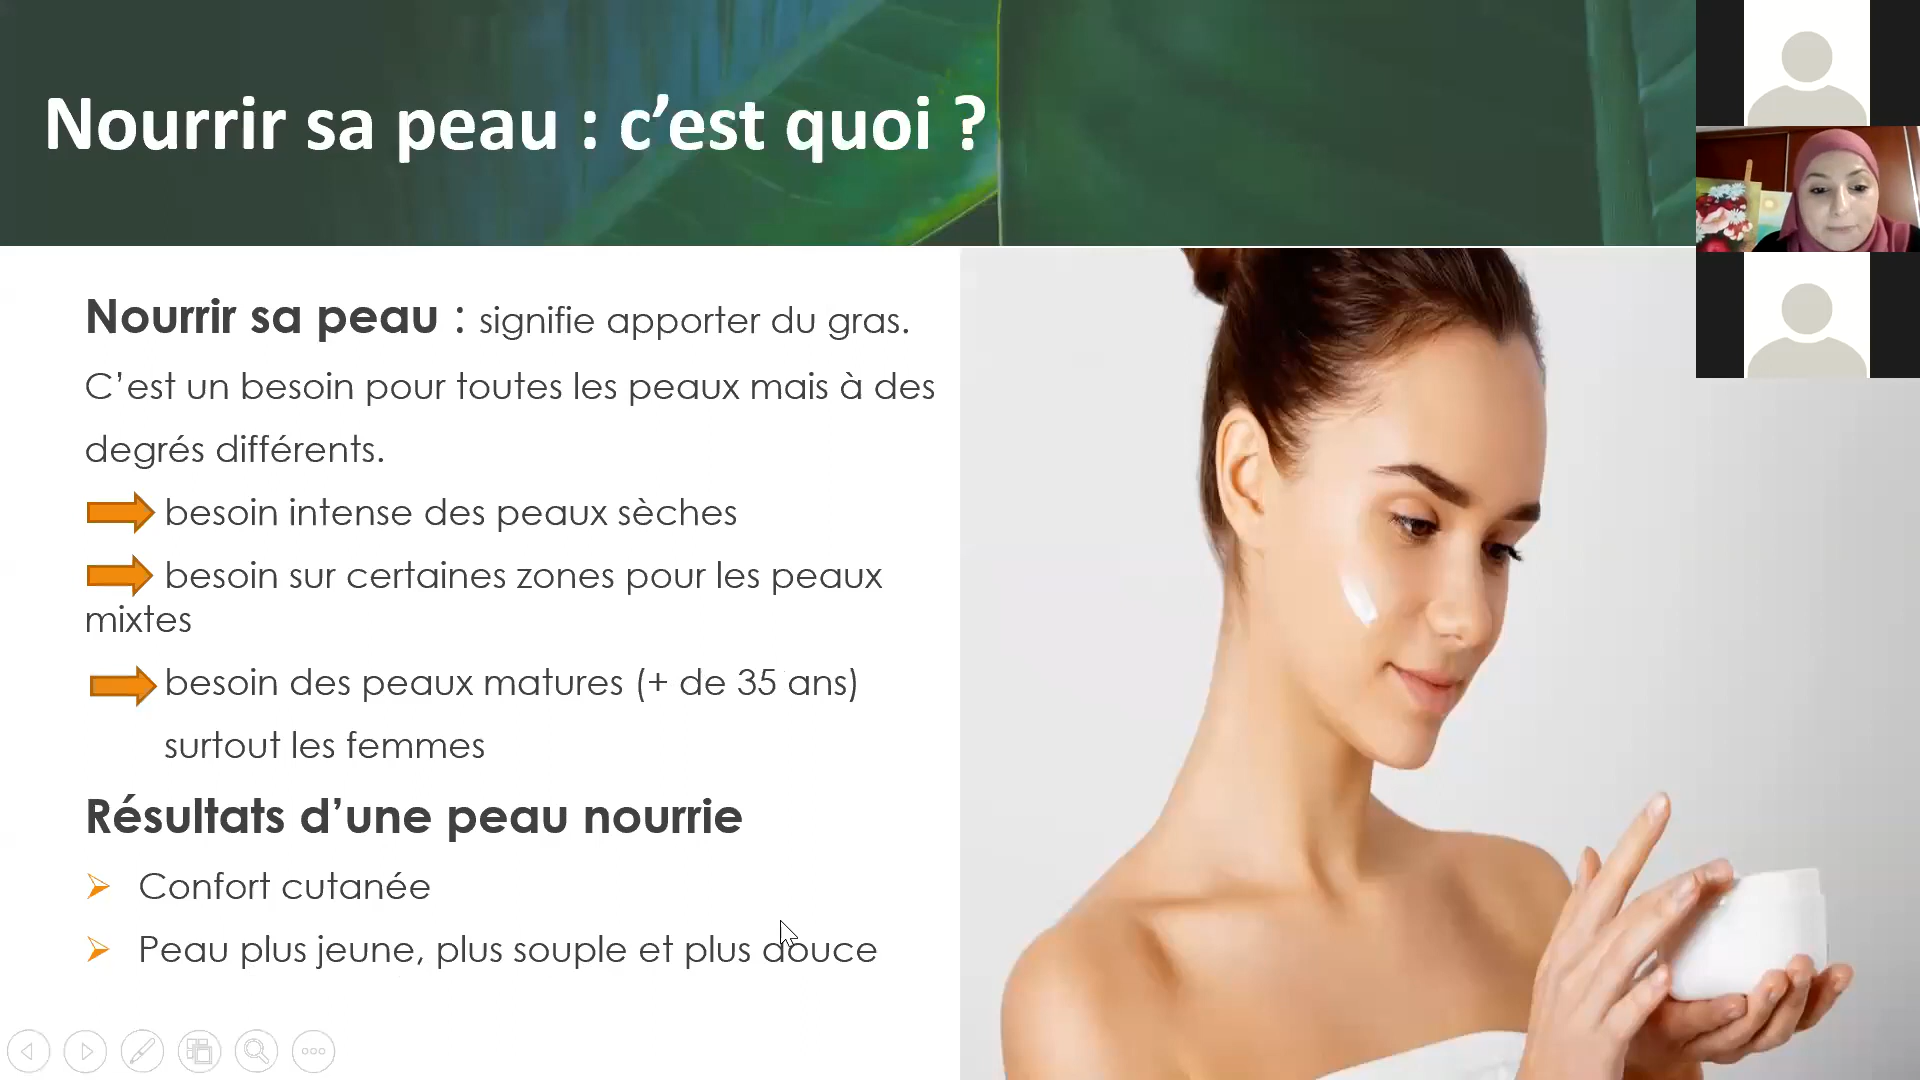 Nourrir sa peau : c’est quoi ?
Nourrir sa peau : signifie apporter du gras.
C’est un besoin pour toutes les peaux mais à des
degrés différents.
besoin intense des peaux sèches
besoin sur certaines zones pour les peaux
mixtes
besoin des peaux matures (+ de 35 ans)
surtout les femmes
Résultats d’une peau nourrie
Confort cutanée
Peau plus jeune, plus souple et plus douce